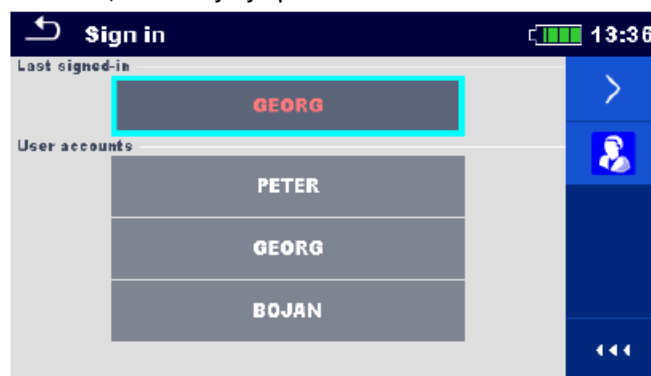 Sign in
13:36
Last signed-in
GEORG
User accounts
PETER
GEORG
BOJAN